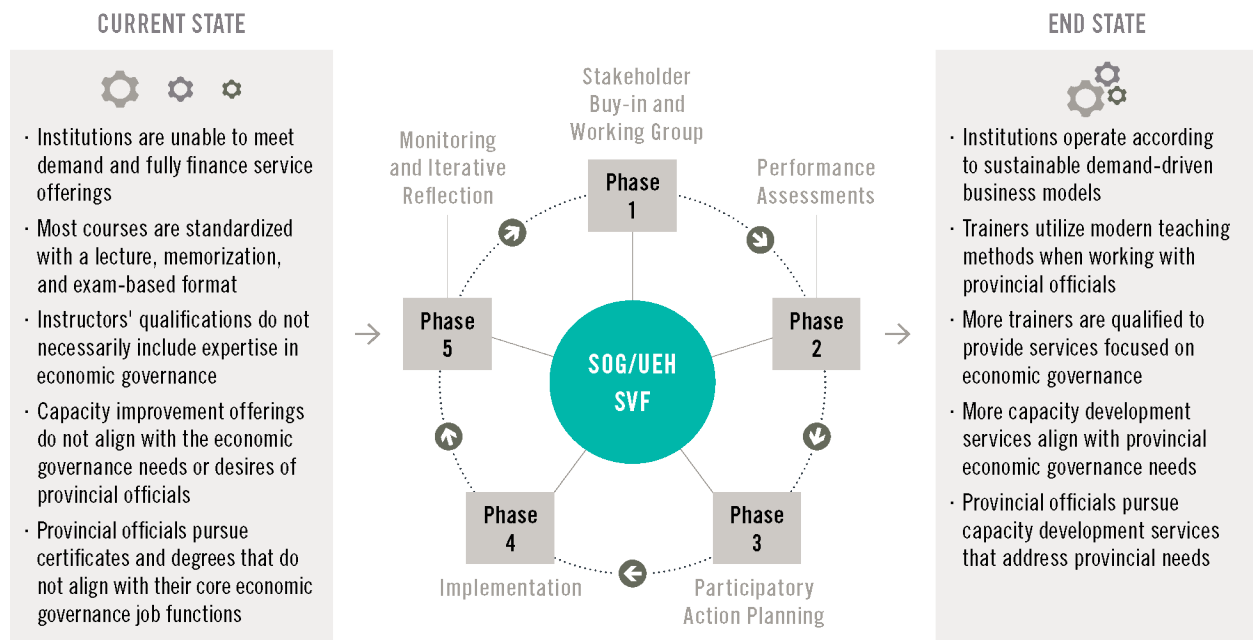 CURRENT STATE
· Institutions are unable to meet
demand and fully finance service
offerings
· Most courses are standardized
with a lecture, memorization,
and exam-based format
· Instructors' qualifications do not
necessarily include expertise in
economic governance
· Capacity improvement offerings
do not align with the economic
governance needs or desires of
provincial officials
· Provincial officials pursue
certificates and degrees that do
not align with their core economic
governance job functions
Stakeholder
Buy-in and
Working Group
Phase
1
Performance
Assessments
Phase
2
Phase
3
Participatory
Action Planning
Phase
4
Implementation
Monitoring
and Iterative
Reflection
Phase
5
SOG/UEH
SVF
END STATE
· Institutions operate according
to sustainable demand-driven
business models
· Trainers utilize modern teaching
methods when working with
provincial officials
· More trainers are qualified to
provide services focused on
economic governance
· More capacity development
services align with provincial
economic governance needs
· Provincial officials pursue
capacity development services
that address provincial needs